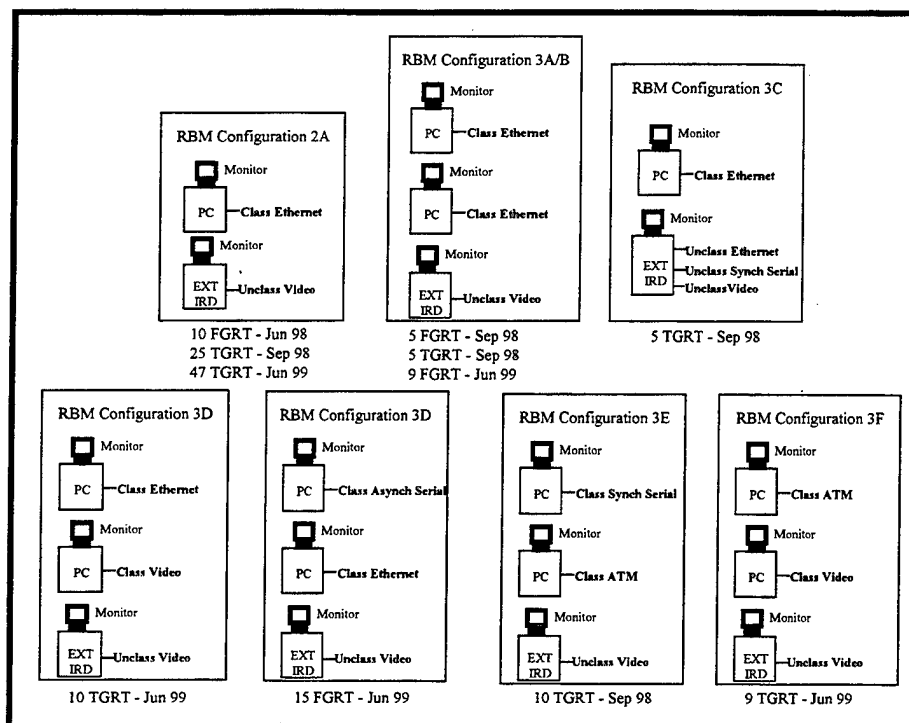 RBM Configuration 2A
Monitor
PC
Class Ethernet
Monitor
EXT
IRD
Unclass Video
10 FGRT - Jun 98
25 TGRT - Sep 98
47 TGRT - Jun 99
RBM Configuration 3A/B
Monitor
PC
Class Ethernet
Monitor
PC
Class Ethernet
Monitor
EXT
IRD
Unclass Video
5 FGRT - Sep 98
5 TGRT - Sep 98
9 FGRT - Jun 99
RBM Configuration 3C
Monitor
PC
Class Ethernet
Monitor
EXT
IRD
Unclass Ethernet
Unclass Synch Serial
UnclassVideo
5 TGRT - Sep 98
RBM Configuration 3D
Monitor
PC
Class Ethernet
Monitor
PC
Class Video
Monitor
EXT
IRD
Unclass Video
10 TGRT - Jun 99
RBM Configuration 3D
Monitor
PC
Class Asynch Serial
Monitor
PC
Class Ethernet
Monitor
EXT
IRD
Unclass Video
15 FGRT - Jun 99
RBM Configuration 3E
Monitor
PC
Class Synch Serial
Monitor
PC
Class ATM
Monitor
EXT
IRD
Unclass Video
10 TGRT - Sep 98
RBM Configuration 3F
Monitor
PC
Class ATM
Monitor
PC
Class Video
Monitor
EXT
IRD
Unclass Video
9 TGRT - Jun 99